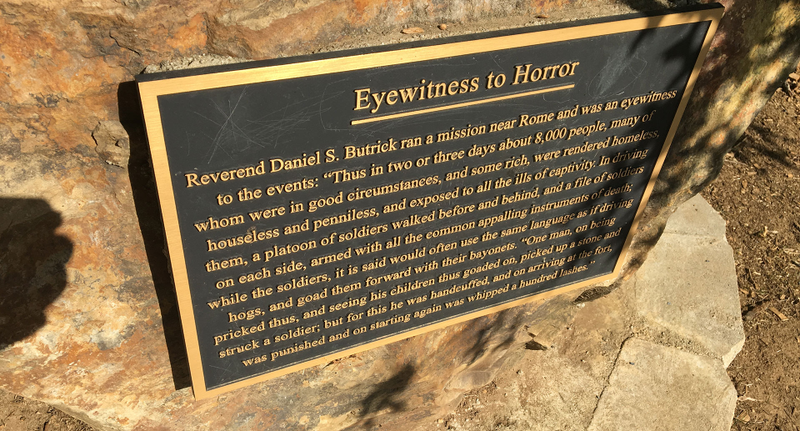 Eyewitness to Horror
Reverend Daniel S. Butrick ran a mission near Rome and was an eyewitness
to the events: “Thus in two or three days about 8,000 people, many of
whom were in good circumstances, and some rich, were rendered homeless,
houseless and penniless, and exposed to all the ills of captivity. In driving
them, a platoon of soldiers walked before and behind, and a file of soldiers
on each side, armed with all the common appalling instruments of death;
while the soldiers, it is said would often use the same language as if driving
hogs, and goad them forward with their bayonets. “One man, on being
pricked thus, and seeing his children thus goaded on, picked up a stone and
struck a soldier; but for this he was handcuffed, and on arriving at the fort,
was punished and on starting again was whipped a hundred lashes.”